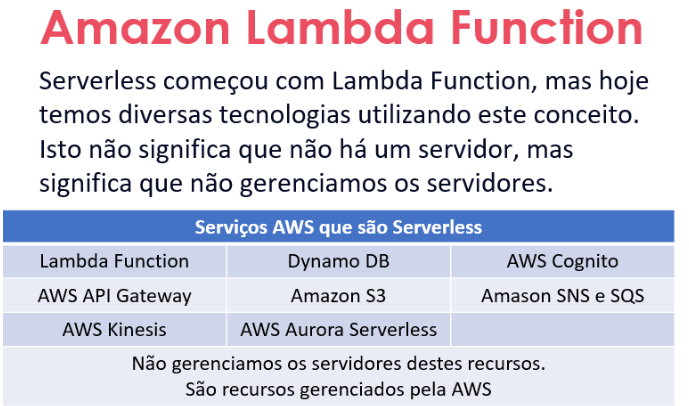 Amazon Lambda Function
Serverless começou com Lambda Function, mas hoje
temos diversas tecnologias utilizando este conceito.
Isto não significa que não há um servidor, mas
significa que não gerenciamos os servidores.
Serviços AWS que são Serverless
Lambda Function Dynamo DB AWS Cognito
AWS API Gateway Amazon S3 Amason SNS e SQS
AWS Kinesis AWS Aurora Serverless
Não gerenciamos os servidores destes recursos.
São recursos gerenciados pela AWS